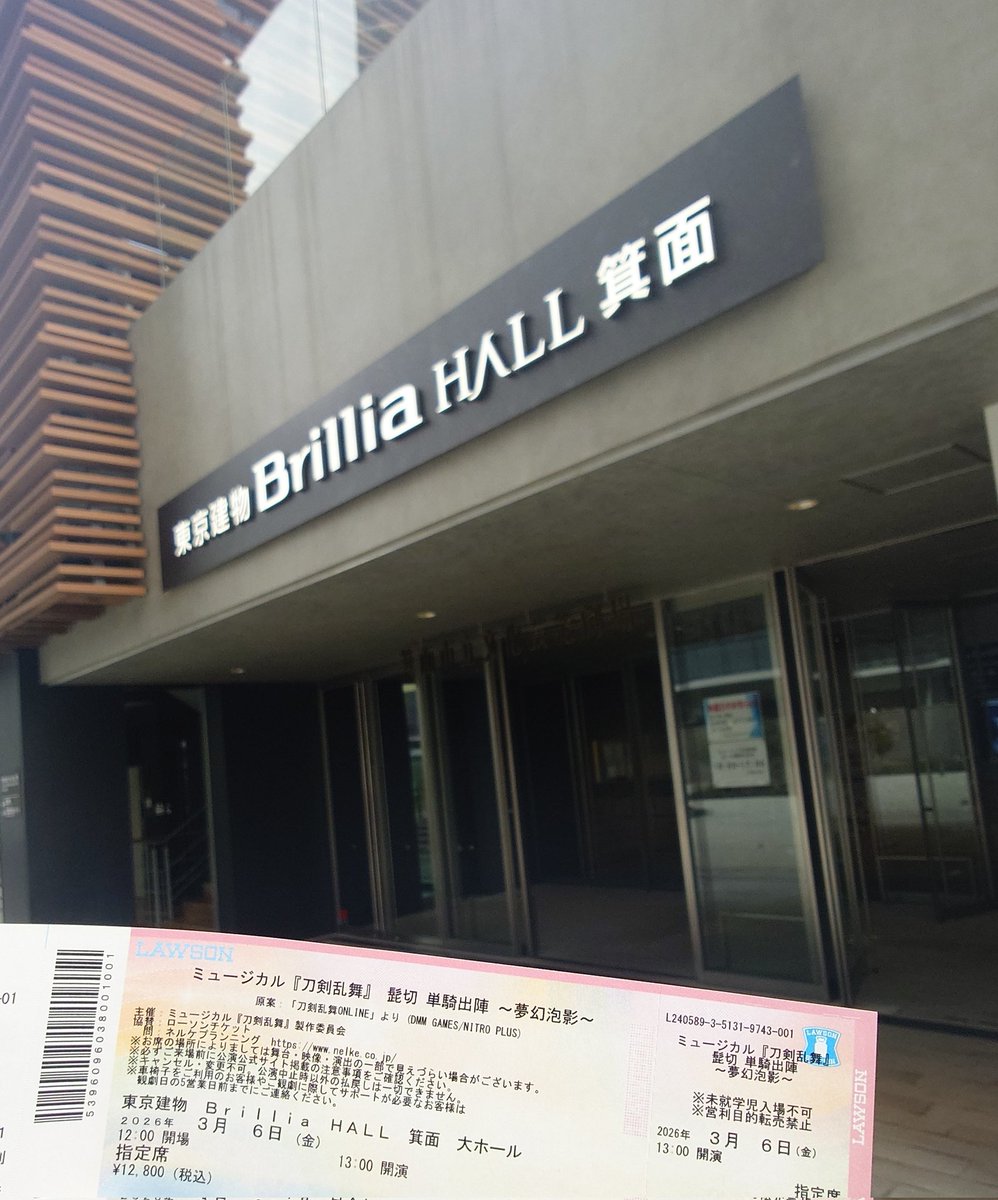 東京建物 Brillia HALL 箕面
LAWSON
ミュージカル『刀剣乱舞』 髭切 単騎出陣 ～夢幻泡影～
原案：「刀剣乱舞ONLINE」より (DMM GAMES/NITRO PLUS)
主催：ミュージカル『刀剣乱舞』製作委員会
協賛：ローソンチケット
問：ネルケプランニング https://www.nelke.co.jp/
※お席の場所によりましては舞台・映像・演出の一部で見えづらい場合がございます。
※必ずご来場前に公演公式サイト掲載の注意事項をご確認ください。
※キャンセル・変更不可。公演中止時以外の払戻しは一切できません。
※車椅子をご利用のお客様やご観劇に際してサポートが必要なお客様は
観劇日の5営業日前までにご連絡ください。
東京建物 Brillia HALL 箕面 大ホール
2026年 3月 6日(金)
12:00 開場 13:00 開演
指定席
¥12,800 (税込)
5396096038001001
L240589-3-5131-9743-001
LAWSON
ミュージカル『刀剣乱舞』
髭切 単騎出陣
～夢幻泡影～
※未就学児入場不可
※営利目的転売禁止
2026年 3月 6日(金)
13:00 開演
指定席
LAWSON
-01